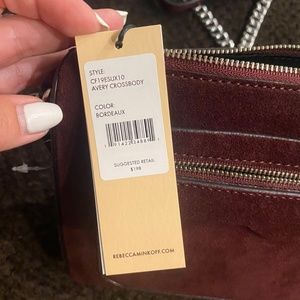 STYLE:
CF19ESUX10
AVERY CROSSBODY
COLOR:
BORDEAUX
SUGGESTED RETAIL
$198
REBECCAMINKOFF.COM